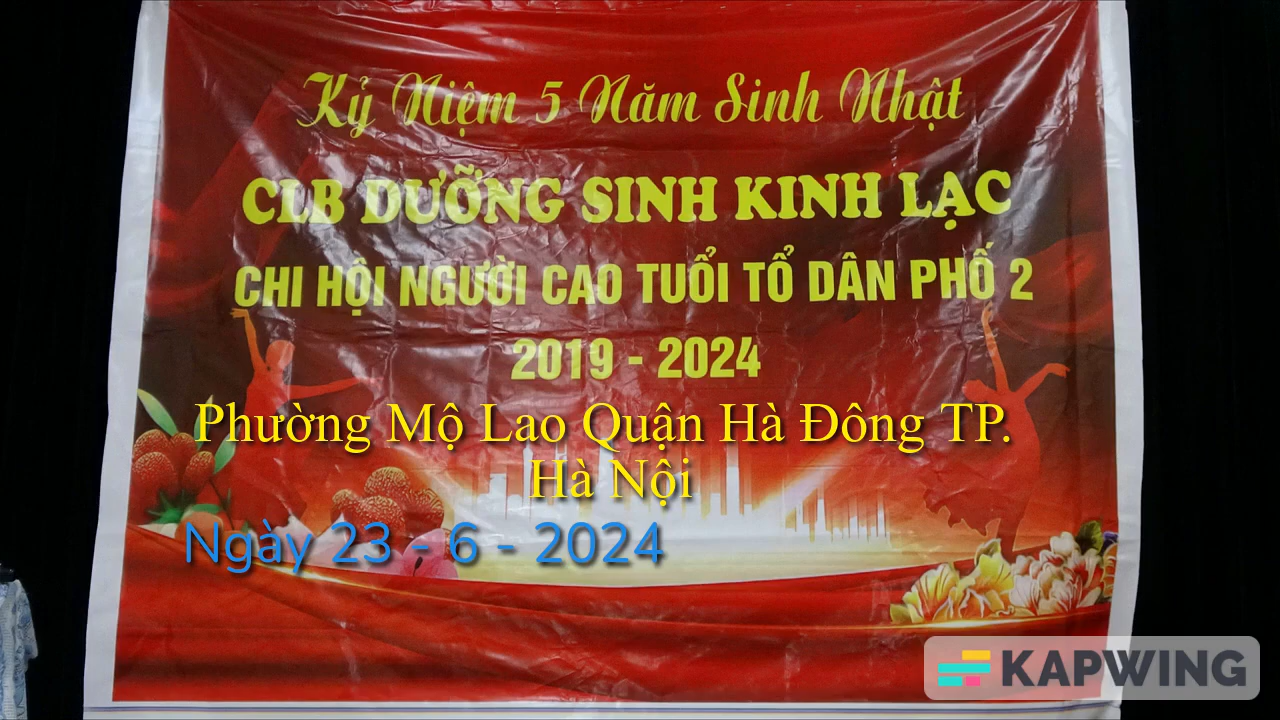 Kỷ Niệm 5 Năm Sinh Nhật
CLB DƯỠNG SINH KINH LẠC
CHI HỘI NGƯỜI CAO TUỔI TỔ DÂN PHỐ 2
2019 - 2024
Phường Mộ Lao Quận Hà Đông TP.
Hà Nội
Ngày 23 - 6 - 2024
KAPWING